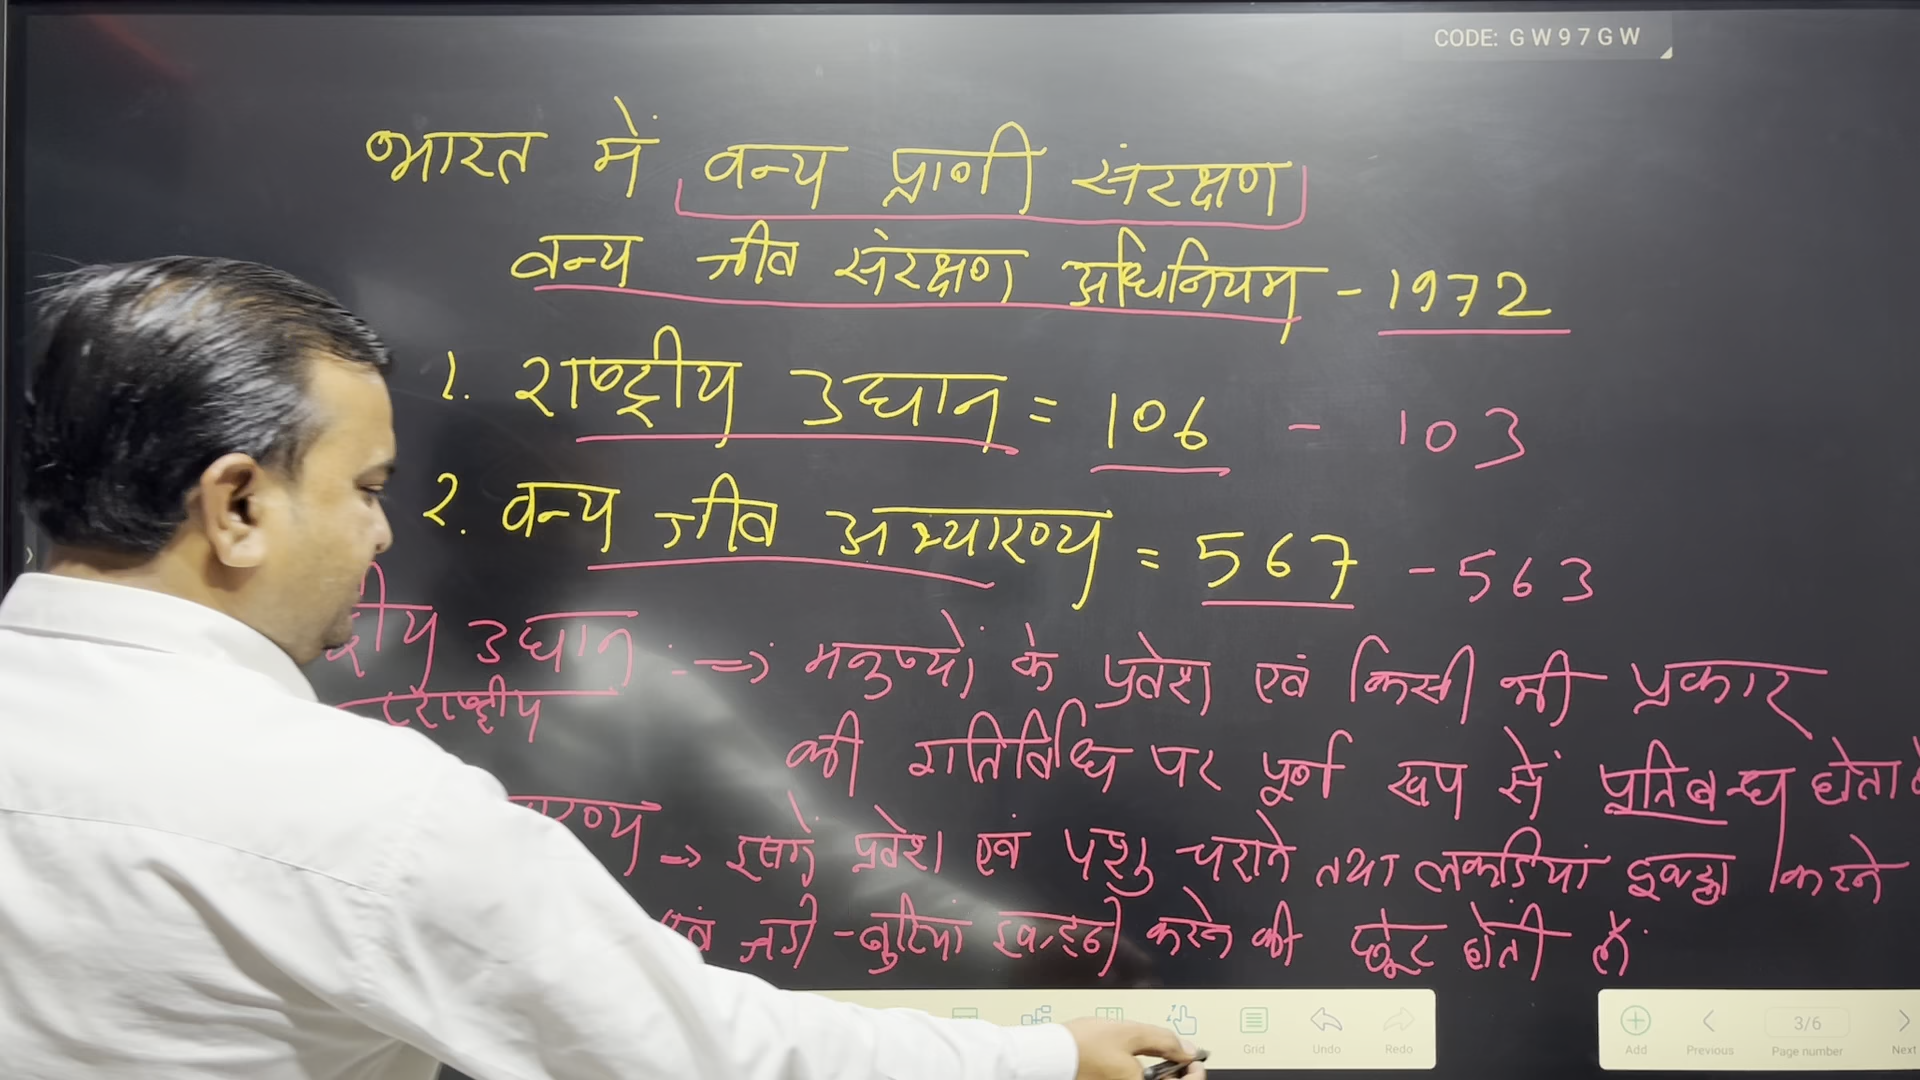 CODE: GW97GW
भारत में वन्य प्राणी संरक्षण
वन्य जीव संरक्षण अधिनियम - 1972
1. राष्ट्रीय उद्यान = 106 - 103
2. वन्य जीव अभ्यारण्य = 567 - 563
उद्यान :- => मनुष्यों के प्रवेश एवं किसी भी प्रकार
राष्ट्रीय
की गतिविधि पर पूर्ण रूप सें प्रतिबन्ध होता
=> इसमें प्रवेश एवं पशु चराने तथा लकडियां करने
एवं जडी - बुटियां करने की छूट होती हैं
Grid Undo Redo
Add Previous 3/6 Page number Next